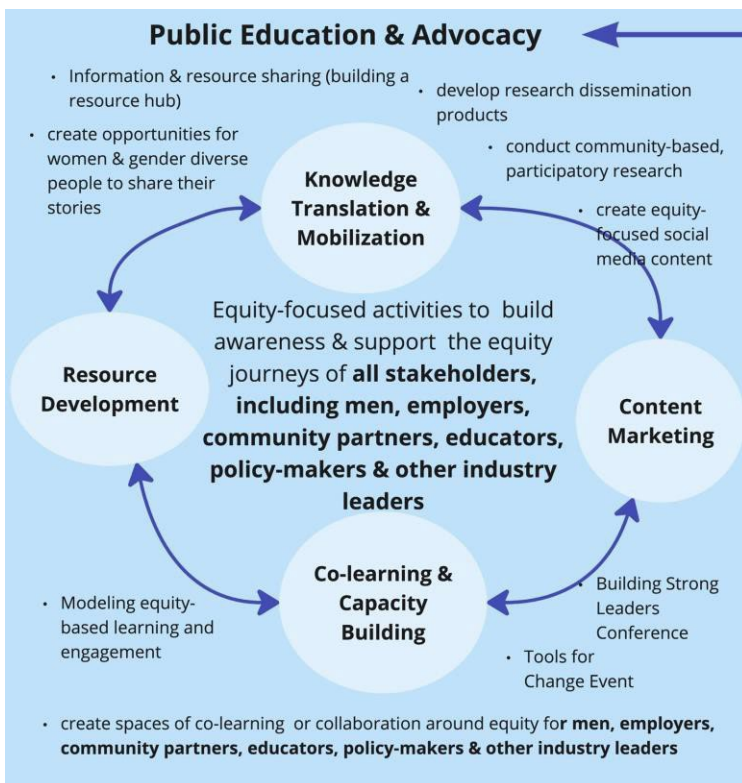 Public Education & Advocacy
• Information & resource sharing (building a
resource hub)
• create opportunities for
women & gender diverse
people to share their
stories
• develop research dissemination
products
• conduct community-based,
participatory research
• create equity-
focused social
media content
Knowledge
Translation &
Mobilization
Resource
Development
Equity-focused activities to build
awareness & support the equity
journeys of all stakeholders,
including men, employers,
community partners, educators,
policy-makers & other industry
leaders
Content
Marketing
Co-learning &
Capacity
Building
• Modeling equity-
based learning and
engagement
• Building Strong
Leaders
Conference
• Tools for
Change Event
• create spaces of co-learning or collaboration around equity for men, employers,
community partners, educators, policy-makers & other industry leaders